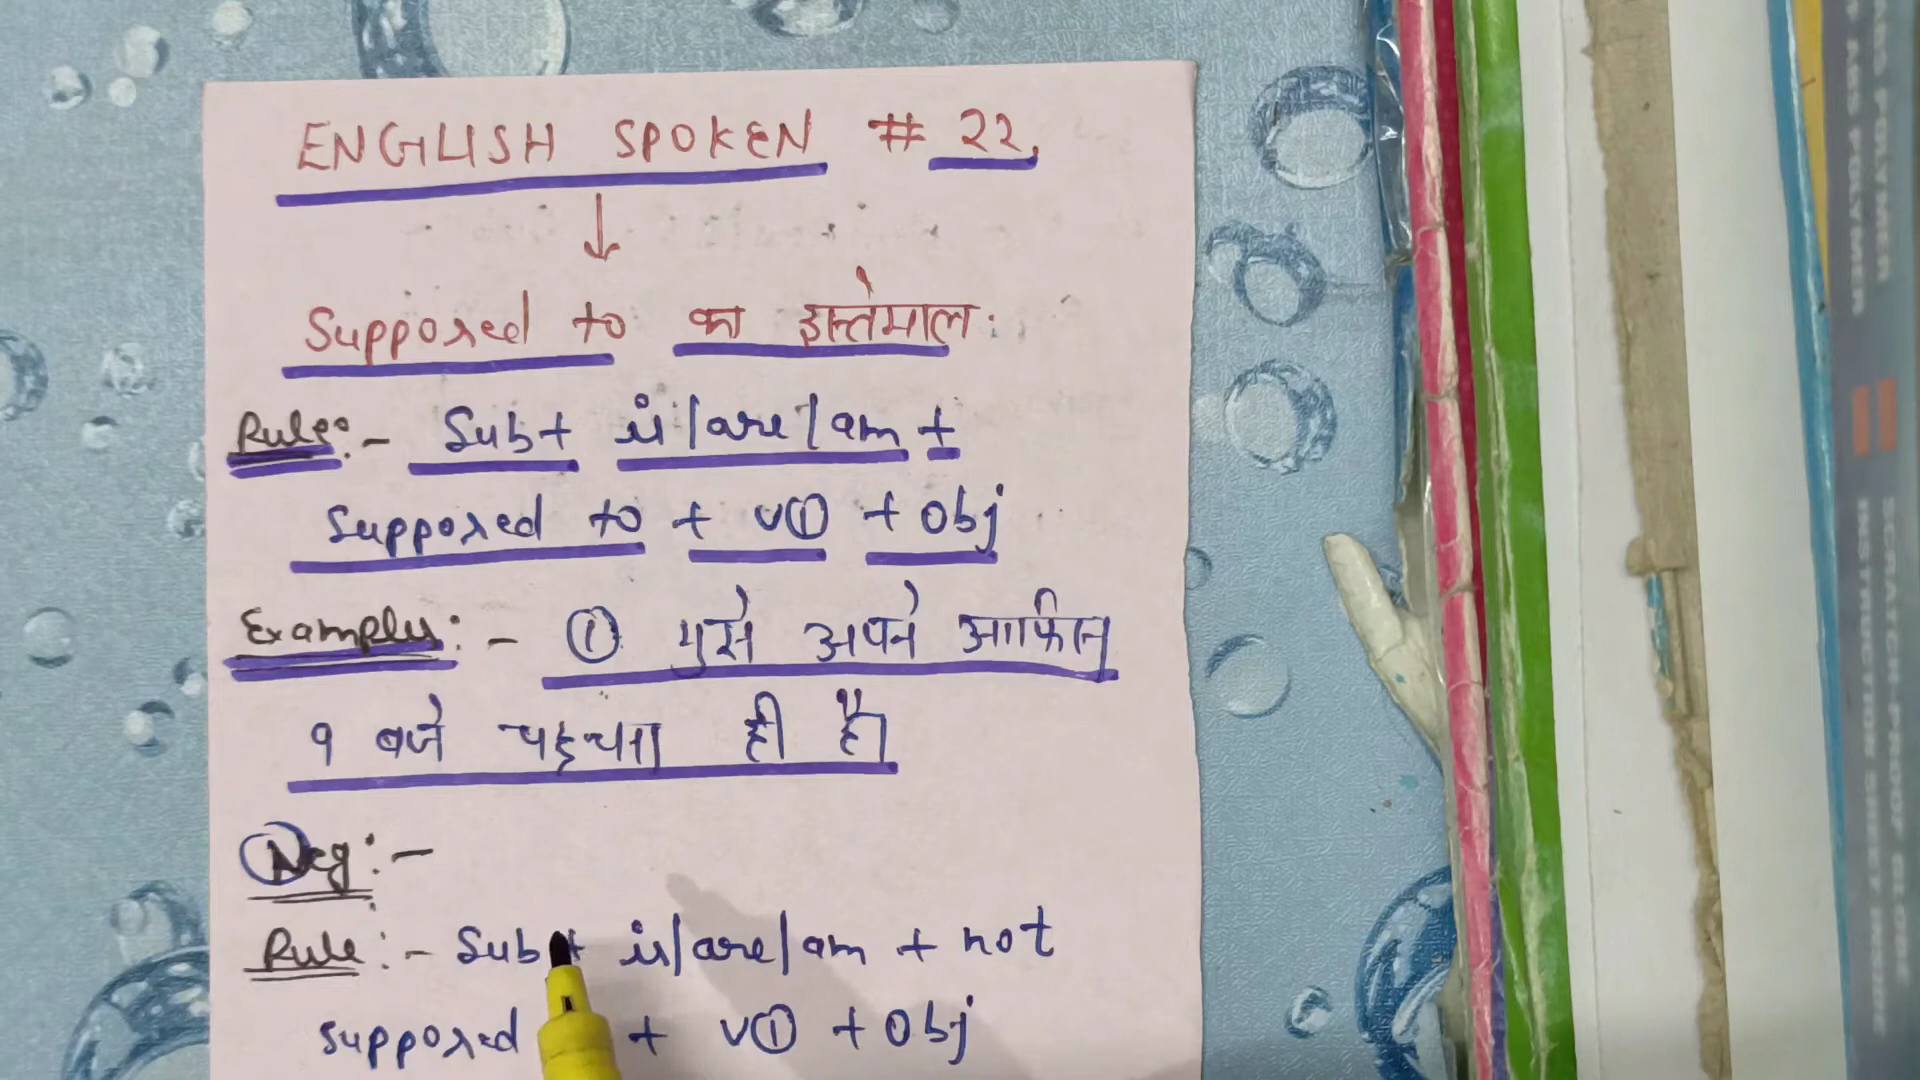 ENGLISH SPOKEN # 22.
Supposed to का इस्तेमाल.
Rule:- Sub + is/are/am +
supposed to + v① + obj
Examples:- ① मुझे अपने आफिस
9 बजे पहुचना ही है।
Neg:-
Rule:- Sub + is/are/am + not
supposed + v① + obj